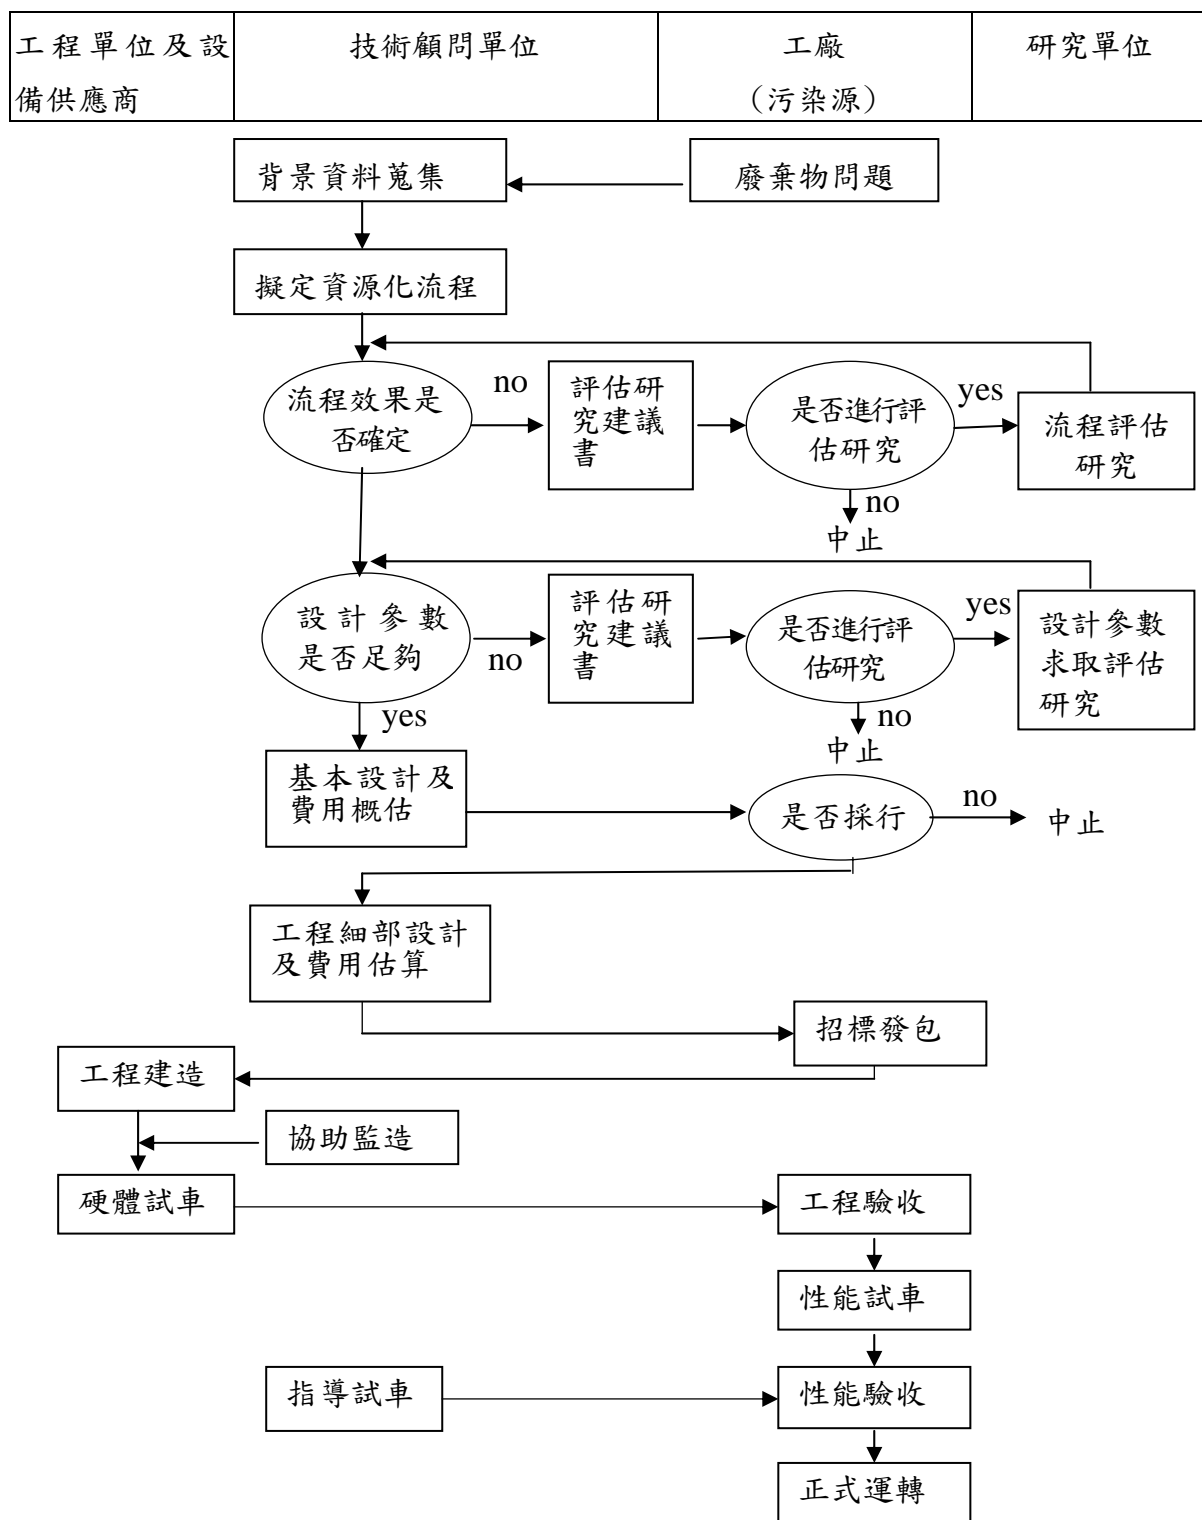 工程單位及設
備供應商
技術顧問單位
工廠
（污染源）
研究單位
背景資料蒐集
廢棄物問題
擬定資源化流程
流程效果是
否確定
no
評估研
究建議
書
是否進行評
估研究
yes
流程評估
研究
no
中止
設計參數
是否足夠
no
評估研
究建議
書
是否進行評
估研究
yes
設計參數
求取評估
研究
yes
no
中止
基本設計及
費用概估
是否採行
no
中止
工程細部設計
及費用估算
招標發包
工程建造
協助監造
硬體試車
工程驗收
性能試車
指導試車
性能驗收
正式運轉